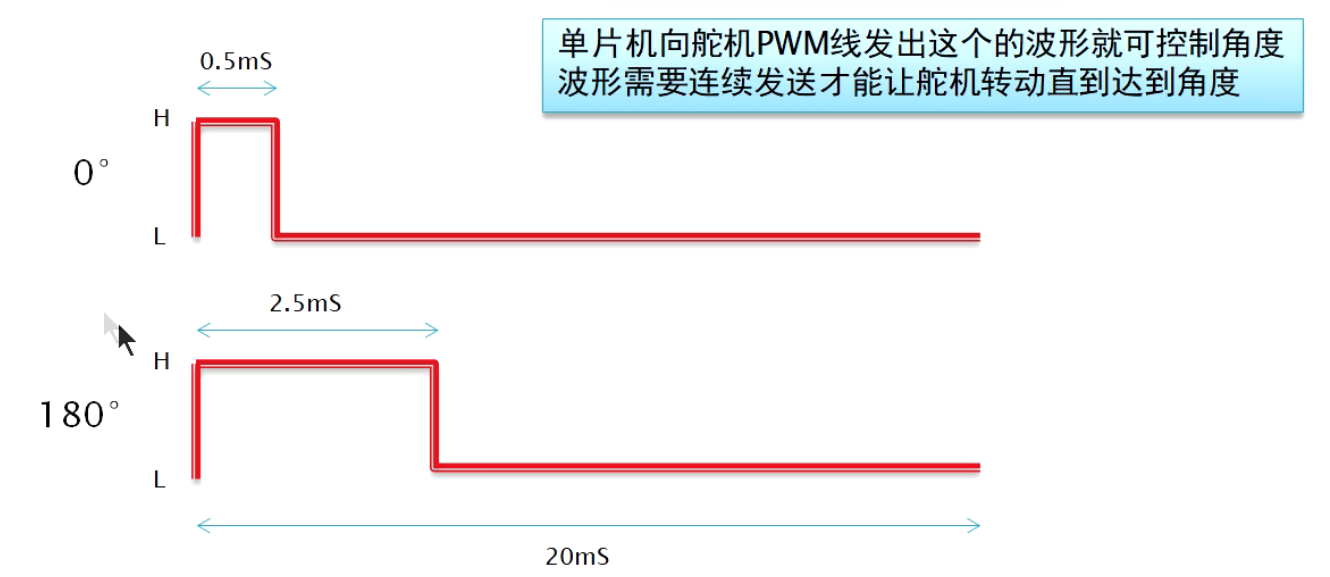 单片机向舵机PWM线发出这个的波形就可控制角度
波形需要连续发送才能让舵机转动直到达到角度
0.5mS
H
0°
L
2.5mS
H
180°
L
20mS